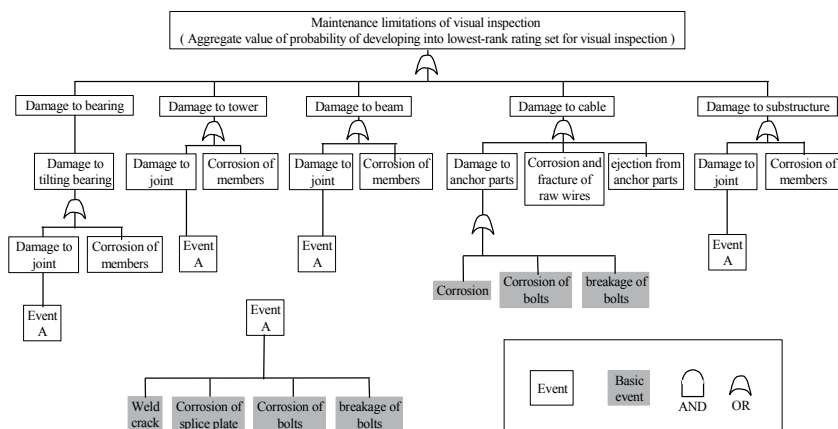 Maintenance limitations of visual inspection
( Aggregate value of probability of developing into lowest-rank rating set for visual inspection )
Damage to bearing
Damage to tower
Damage to beam
Damage to cable
Damage to substructure
Damage to
tilting bearing
Damage to
joint
Corrosion of
members
Damage to
joint
Corrosion of
members
Damage to
anchor parts
Corrosion and
fracture of
raw wires
ejection from
anchor parts
Damage to
joint
Corrosion of
members
Damage to
joint
Corrosion of
members
Event
A
Event
A
Event
A
Corrosion
Corrosion of
bolts
breakage of
bolts
Event
A
Event
A
Weld
crack
Corrosion of
splice plate
Corrosion of
bolts
breakage of
bolts
Event
Basic
event
AND
OR